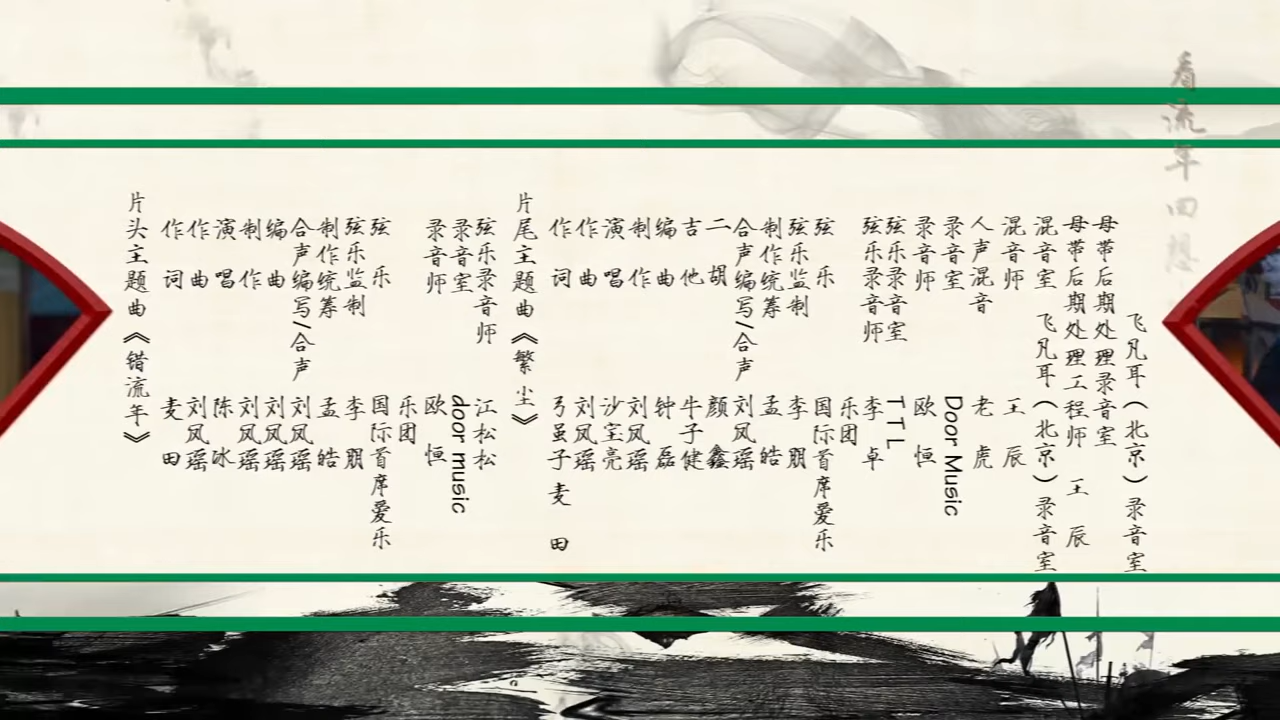 片头主题曲《错流年》
作词 麦田
作曲 刘风瑶
演唱 陈冰
制作 刘风瑶
编曲 刘风瑶
合声编写/合声 刘风瑶
制作统筹 孟皓
弦乐监制 李朋
弦乐 国际首席爱乐
乐团
录音师 欧恒
录音室 door music
弦乐录音师 江松松
片尾主题曲《繁尘》
作词 弓虽子 麦田
作曲 刘风瑶
演唱 沙宝亮
制作 刘风瑶
编曲 钟磊
吉他 牛子健
二胡 颜鑫
合声编写/合声 刘风瑶
制作统筹 孟皓
弦乐监制 李朋
弦乐 国际首席爱乐
乐团
弦乐录音师 李卓
弦乐录音室 TTL
录音师 欧恒
录音室 Door Music
人声混音 老虎
混音师 王辰
混音室 飞凡耳(北京)录音室
母带后期处理工程师 王辰
母带后期处理录音室
飞凡耳(北京)录音室
看流年回想